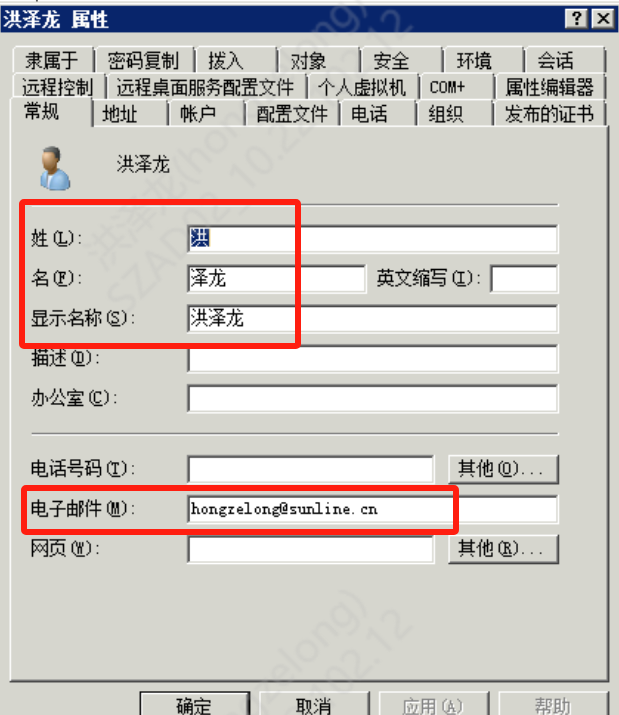 洪泽龙 属性
隶属于 密码复制 拨入 对象 安全 环境 会话
远程控制 远程桌面服务配置文件 个人虚拟机 COM+ 属性编辑器
常规 地址 帐户 配置文件 电话 组织 发布的证书
洪泽龙
姓(L): 洪
名(F): 泽龙 英文缩写(I):
显示名称(S): 洪泽龙
描述(D):
办公室(C):
电话号码(T): 其他(O)...
电子邮件(M): hongzelong@sunline.cn
网页(W): 其他(R)...
确定 取消 应用(A) 帮助